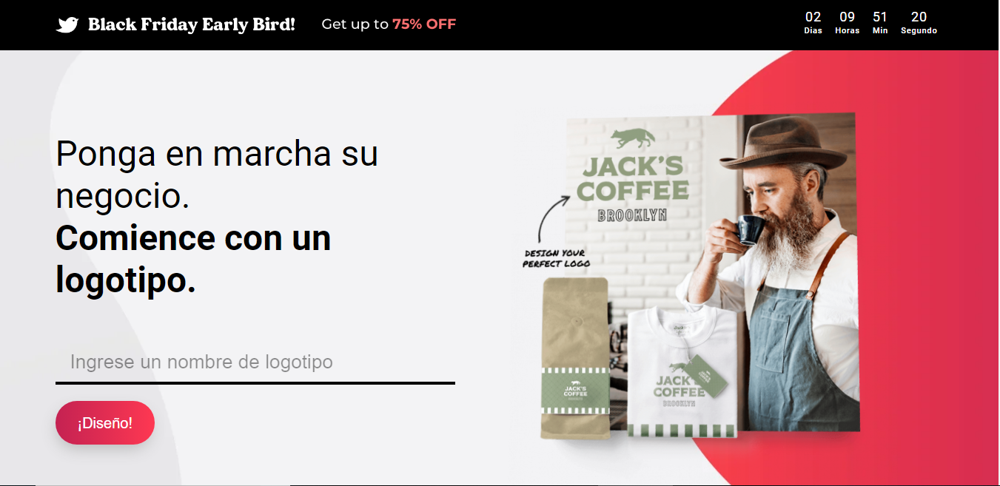 Black Friday Early Bird! Get up to 75% OFF
02 09 51 20
Dias Horas Min Segundo
Ponga en marcha su
negocio.
Comience con un
logotipo.
Ingrese un nombre de logotipo
¡Diseño!
JACK'S
COFFEE
BROOKLYN
DESIGN YOUR
PERFECT LOGO
JACK'S
COFFEE
JACK'S
COFFEE
BROOKLYN